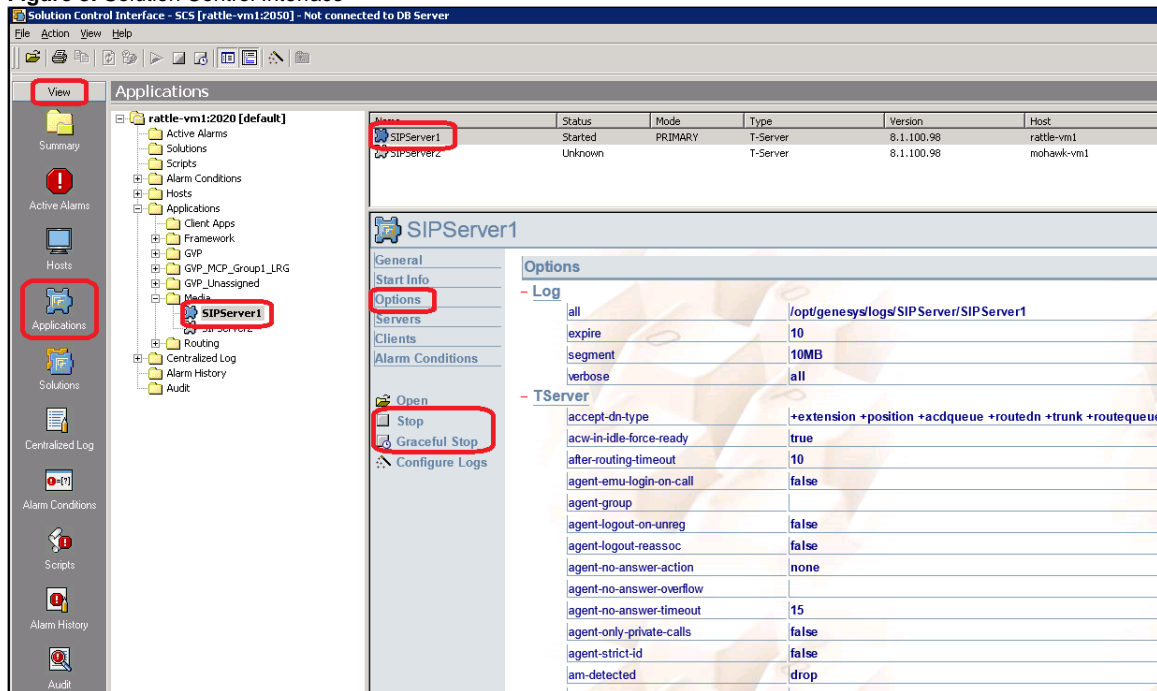 Solution Control Interface - SCS [rattle-vm1:2050] - Not connected to DB Server
File Action View Help
View
Applications
Summary
Active Alarms
Hosts
Applications
Solutions
Centralized Log
Alarm Conditions
Scripts
Alarm History
Audit
rattle-vm1:2020 [default]
Active Alarms
Solutions
Scripts
Alarm Conditions
Hosts
Applications
Client Apps
Framework
GVP
GVP_MCP_Group1_LRG
GVP_Unassigned
Media
SIPServer1
SIPServer2
Routing
Centralized Log
Alarm History
Audit
Name Status Mode Type Version Host
SIPServer1 Started PRIMARY T-Server 8.1.100.98 rattle-vm1
SIPServer2 Unknown T-Server 8.1.100.98 mohawk-vm1
SIPServer1
General
Start Info
Options
Servers
Clients
Alarm Conditions
Open
Stop
Graceful Stop
Configure Logs
Options
Log
all /opt/genesys/logs/SIPServer/SIPServer1
expire 10
segment 10MB
verbose all
TServer
accept-dn-type +extension +position +acdqueue +routedn +trunk +routequeue
acw-in-idle-force-ready true
after-routing-timeout 10
agent-emu-login-on-call false
agent-group
agent-logout-on-unreg false
agent-logout-reassoc false
agent-no-answer-action none
agent-no-answer-overflow
agent-no-answer-timeout 15
agent-only-private-calls false
agent-strict-id false
am-detected drop